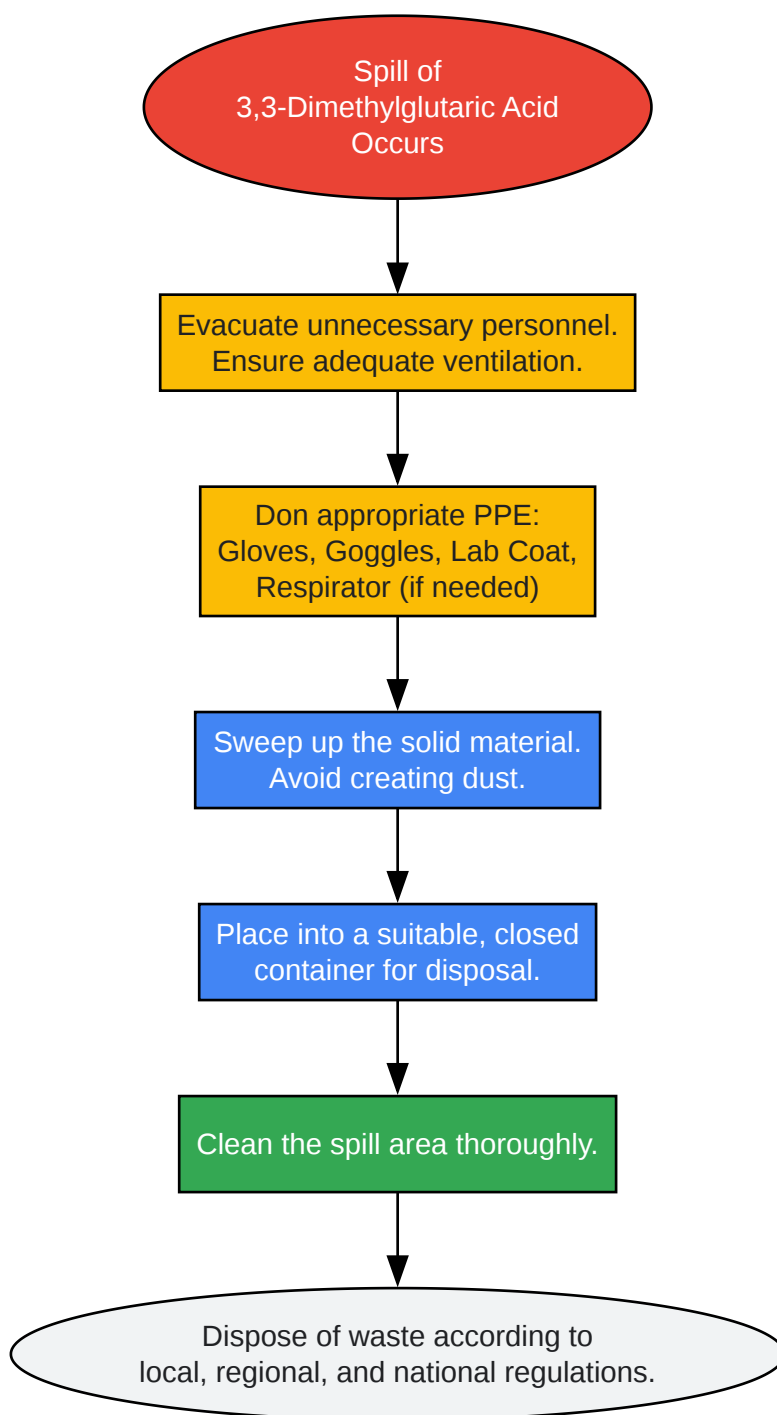 Spill of
3,3-Dimethylglutaric Acid
Occurs
Evacuate unnecessary personnel.
Ensure adequate ventilation.
Don appropriate PPE:
Gloves, Goggles, Lab Coat,
Respirator (if needed)
Sweep up the solid material.
Avoid creating dust.
Place into a suitable, closed
container for disposal.
Clean the spill area thoroughly.
Dispose of waste according to
local, regional, and national regulations.